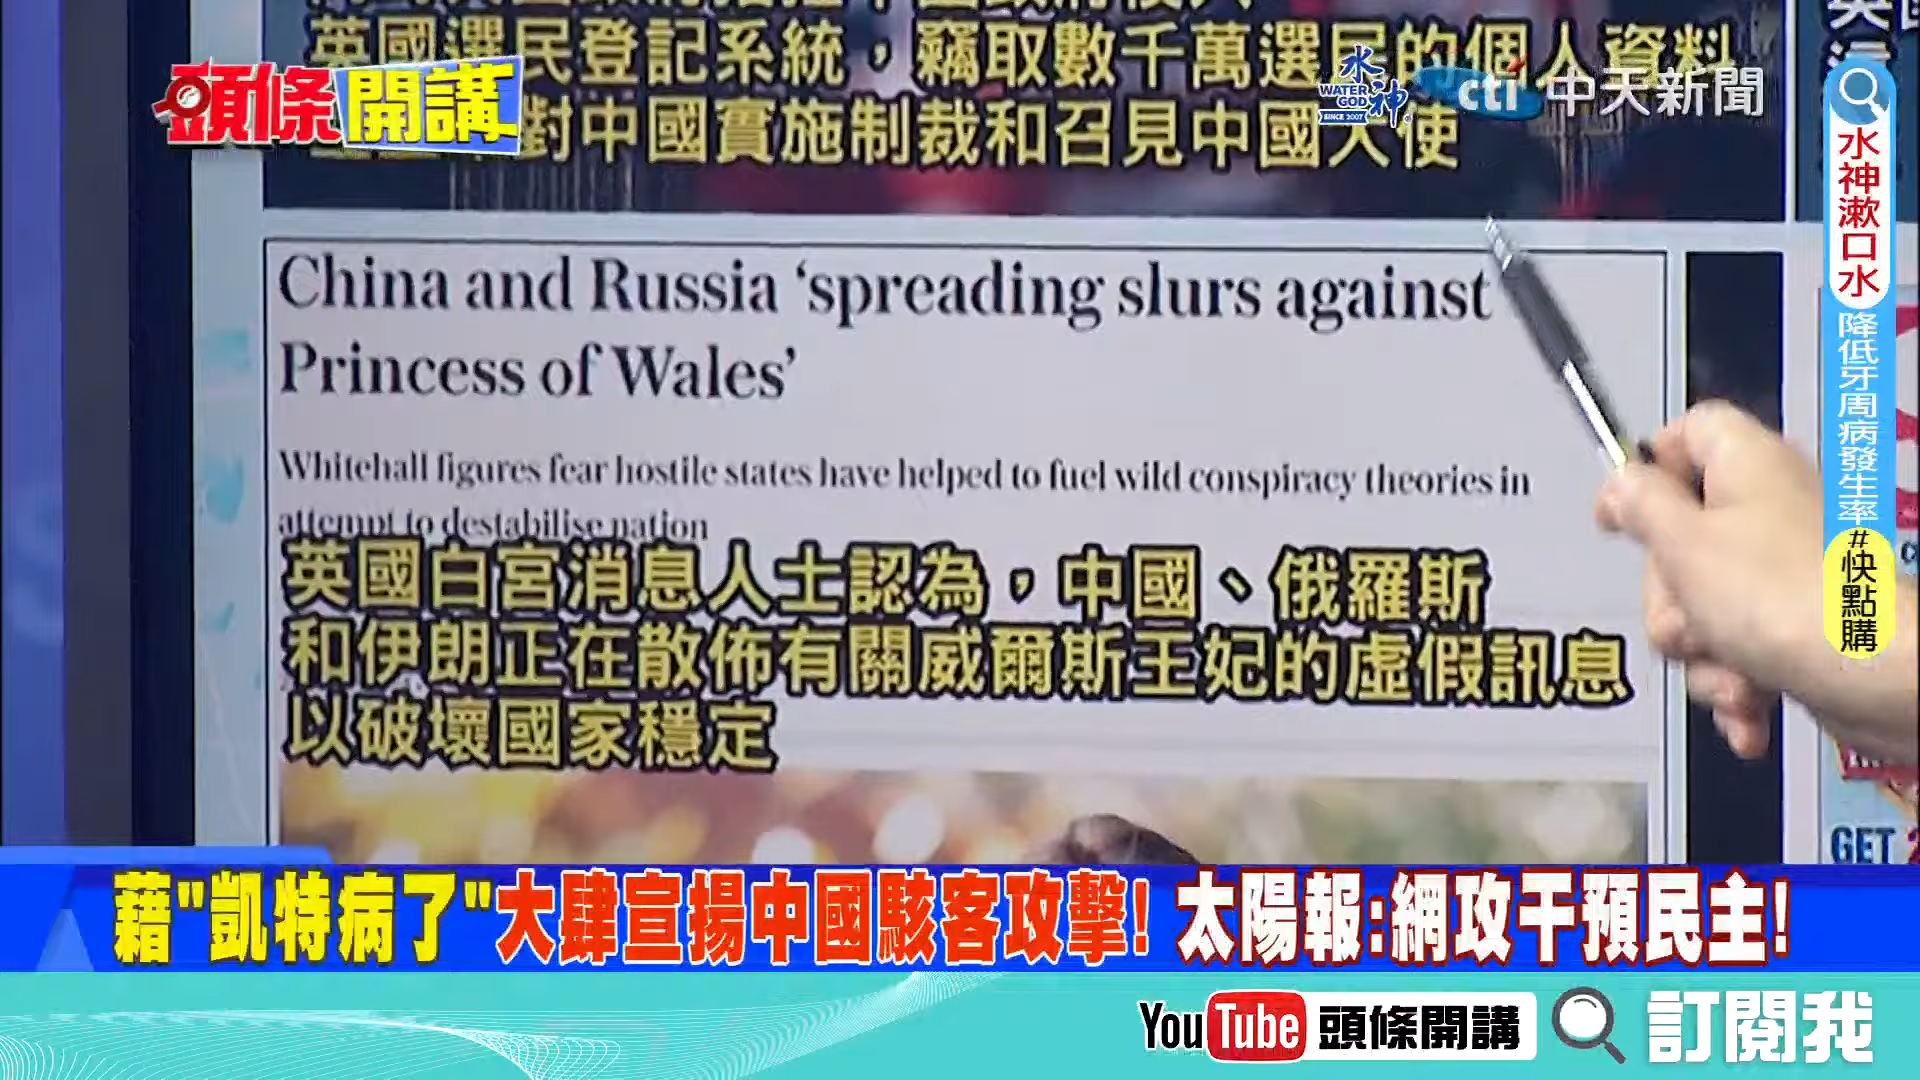 英國選民登記系統，竊取數千萬選民的個人資料
對中國實施制裁和召見中國大使
頭條開講
水神
WATER GOD
SINCE 2007
cti 中天新聞
China and Russia ‘spreading slurs against
Princess of Wales’
Whitehall figures fear hostile states have helped to fuel wild conspiracy theories in
attempt to destabilise nation
英國白宮消息人士認為，中國、俄羅斯
和伊朗正在散佈有關威爾斯王妃的虛假訊息
以破壞國家穩定
水神漱口水
降低牙周病發生率
#快點購
GET
藉"凱特病了"大肆宣揚中國駭客攻擊! 太陽報:網攻干預民主!
YouTube 頭條開講 訂閱我